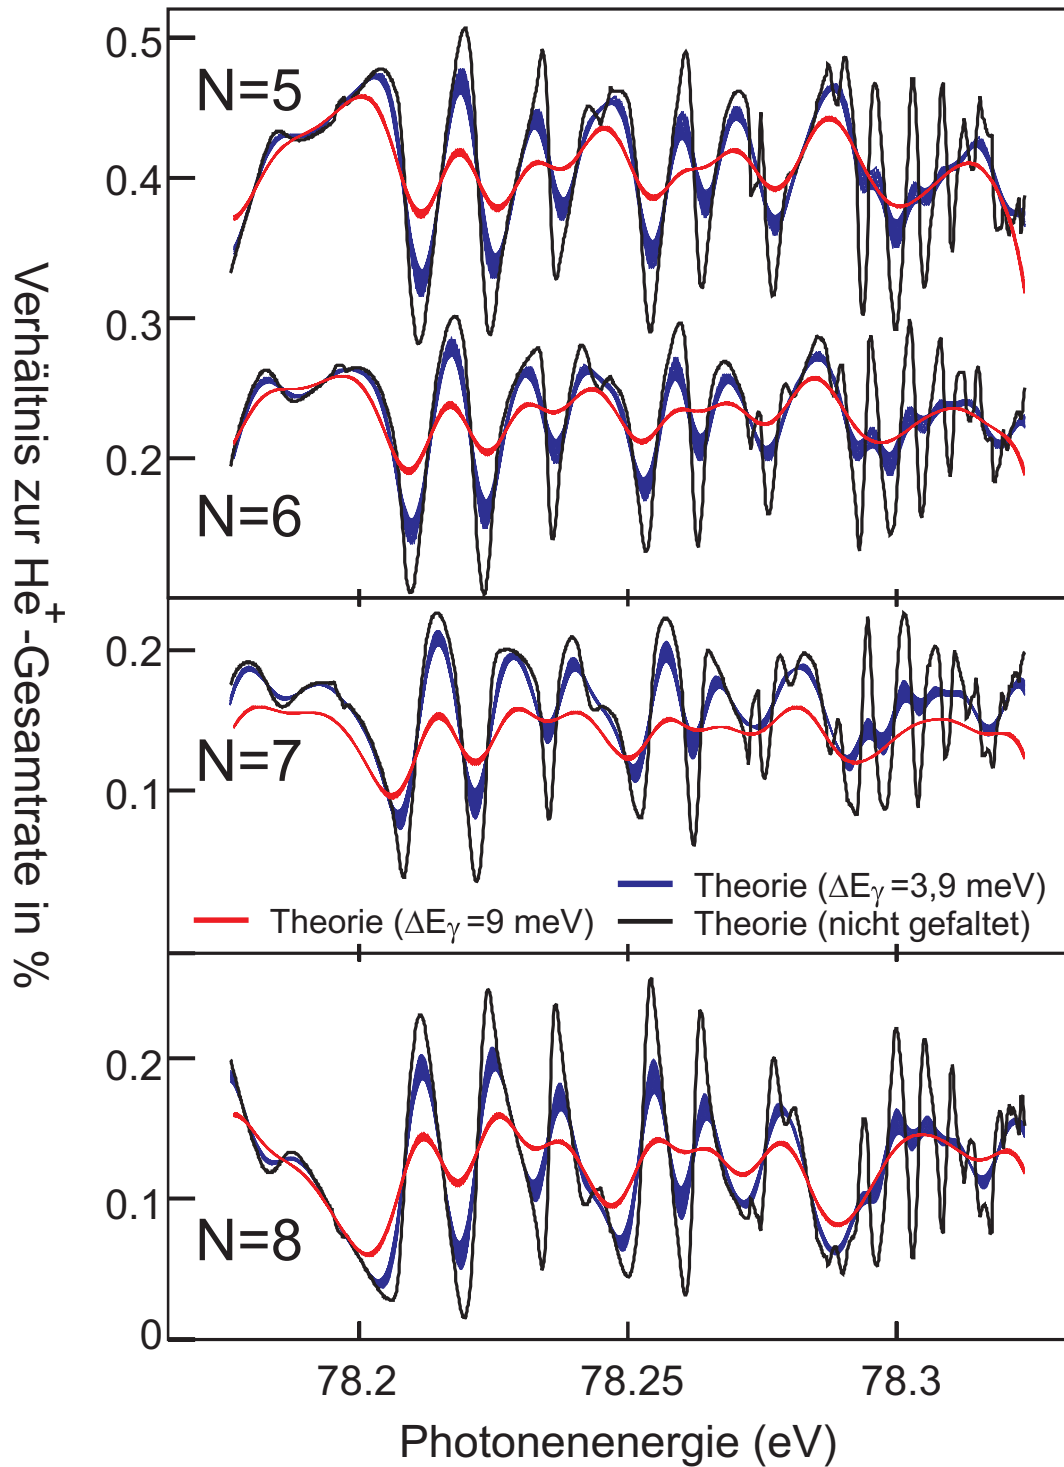 Verhältnis zur He+-Gesamtrate in %
0.5
N=5
0.4
0.3
0.2
N=6
0.2
N=7
0.1
Theorie (ΔEγ=9 meV)
Theorie (ΔEγ=3,9 meV)
Theorie (nicht gefaltet)
0.2
0.1
N=8
0
78.2
78.25
78.3
Photonenenergie (eV)